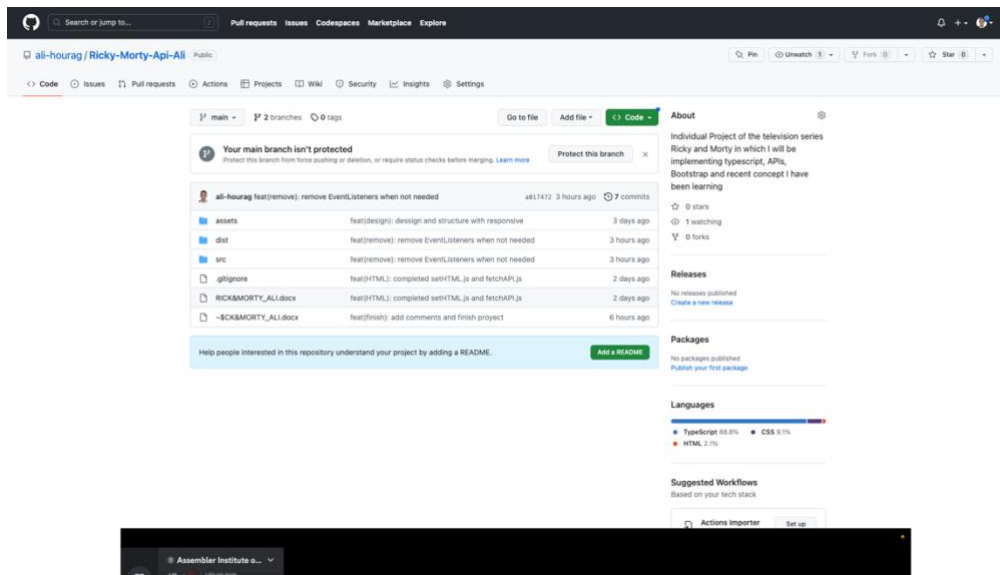 Search or jump to...
/
Pull requests Issues Codespaces Marketplace Explore
ali-hourag / Ricky-Morty-Api-Ali Public
Pin
Unwatch 1
Fork 0
Star 0
Code Issues Pull requests Actions Projects Wiki Security Insights Settings
main 2 branches 0 tags Go to file Add file Code
Your main branch isn't protected
Protect this branch from force pushing or deletion, or require status checks before merging. Learn more
Protect this branch
ali-hourag feat(remove): remove EventListeners when not needed a817472 3 hours ago 7 commits
assets feat(design): dessign and structure with responsive 3 days ago
dist feat(remove): remove EventListeners when not needed 3 hours ago
src feat(remove): remove EventListeners when not needed 3 hours ago
.gitignore feat(HTML): completed setHTML.js and fetchAPI.js 2 days ago
RICK&MORTY_ALI.docx feat(HTML): completed setHTML.js and fetchAPI.js 2 days ago
~$CK&MORTY_ALI.docx feat(finish): add comments and finish proyect 6 hours ago
Help people interested in this repository understand your project by adding a README. Add a README
About
Individual Project of the television series
Ricky and Morty in which I will be
implementing typescript, APIs,
Bootstrap and recent concept I have
been learning
0 stars
1 watching
0 forks
Releases
No releases published
Create a new release
Packages
No packages published
Publish your first package
Languages
TypeScript 88.8% CSS 9.1%
HTML 2.1%
Suggested Workflows
Based on your tech stack
Actions Importer Set up
Assembler Institute o...